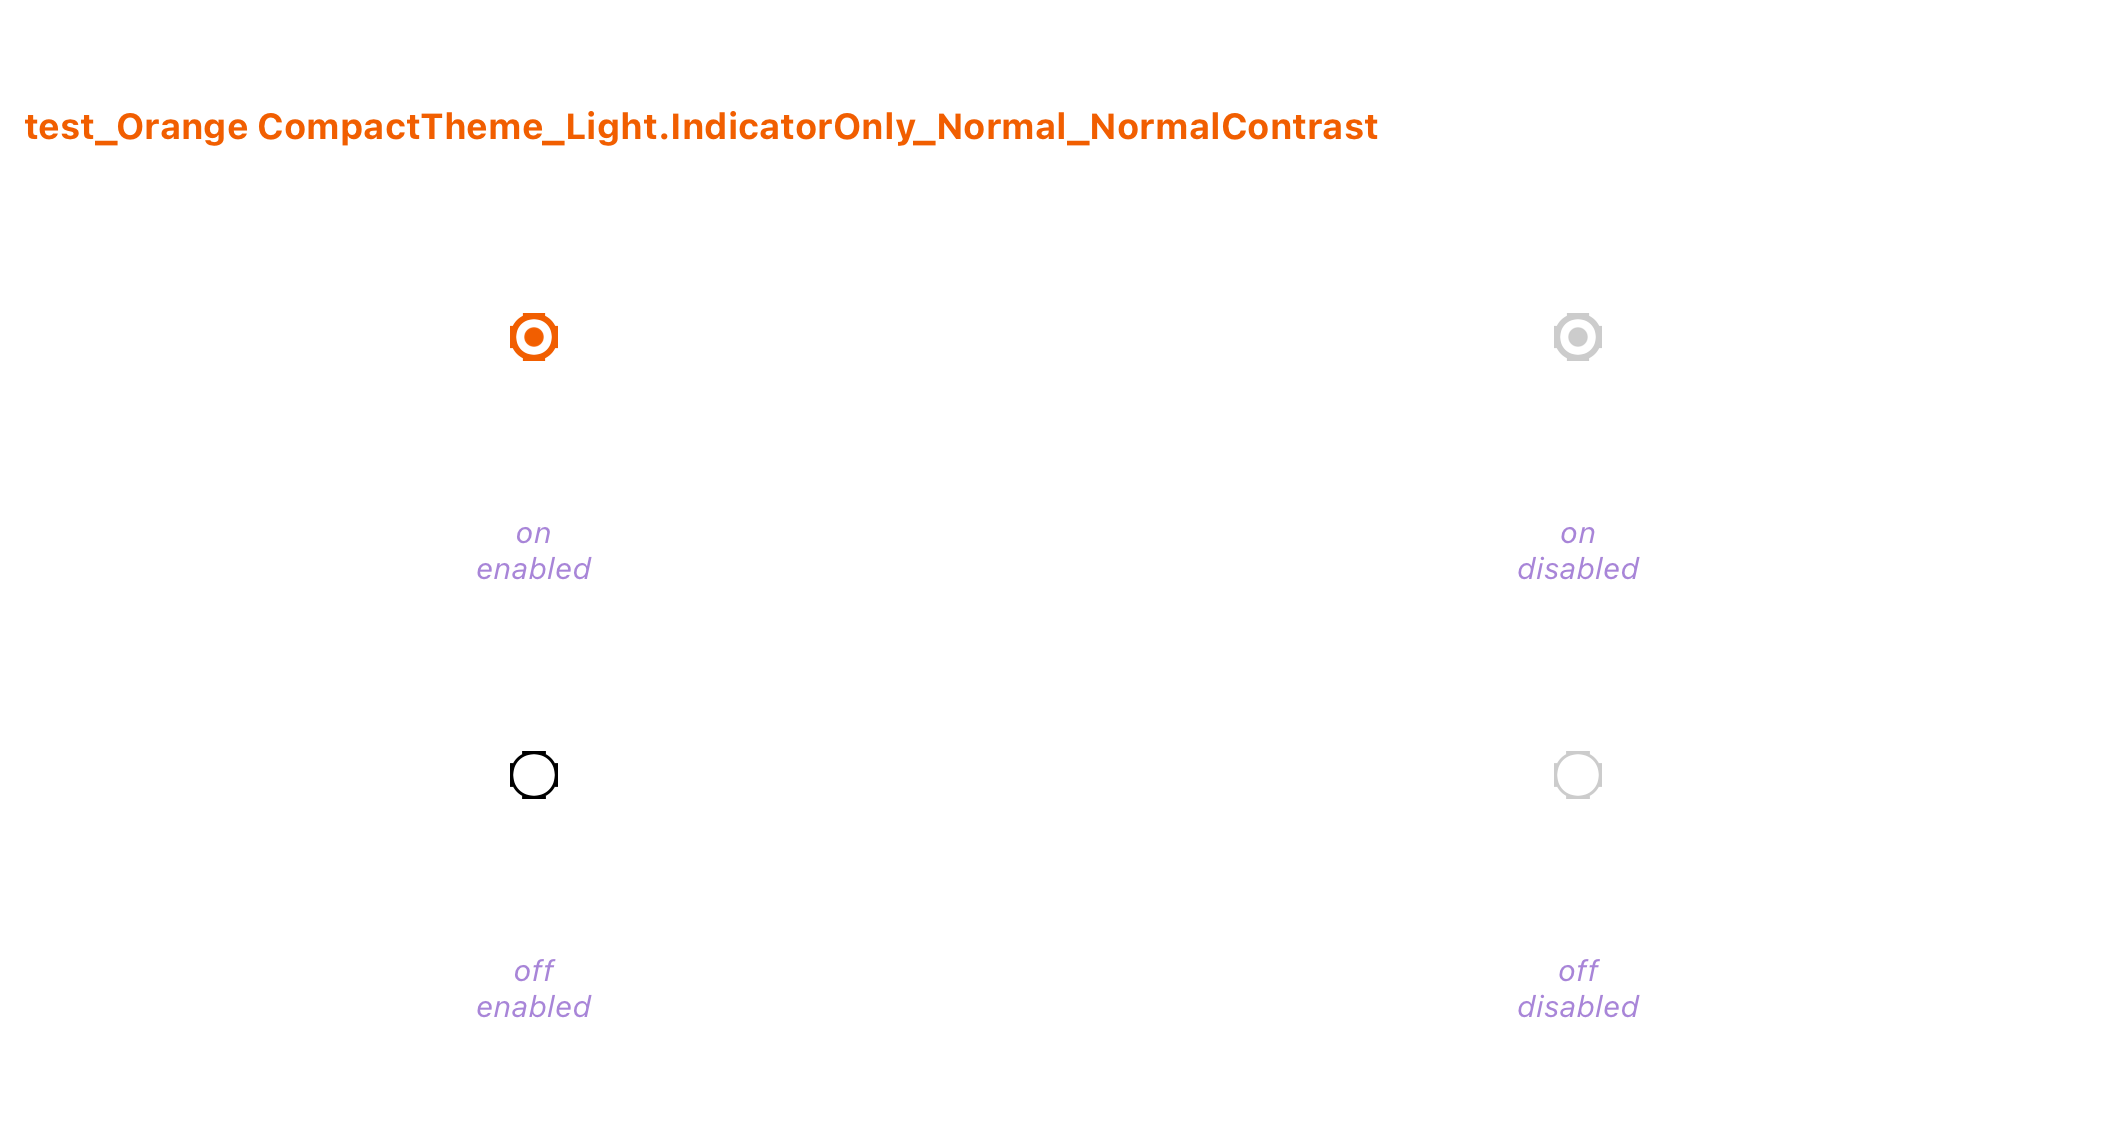 test_Orange CompactTheme_Light.IndicatorOnly_Normal_NormalContrast
on
enabled
on
disabled
off
enabled
off
disabled